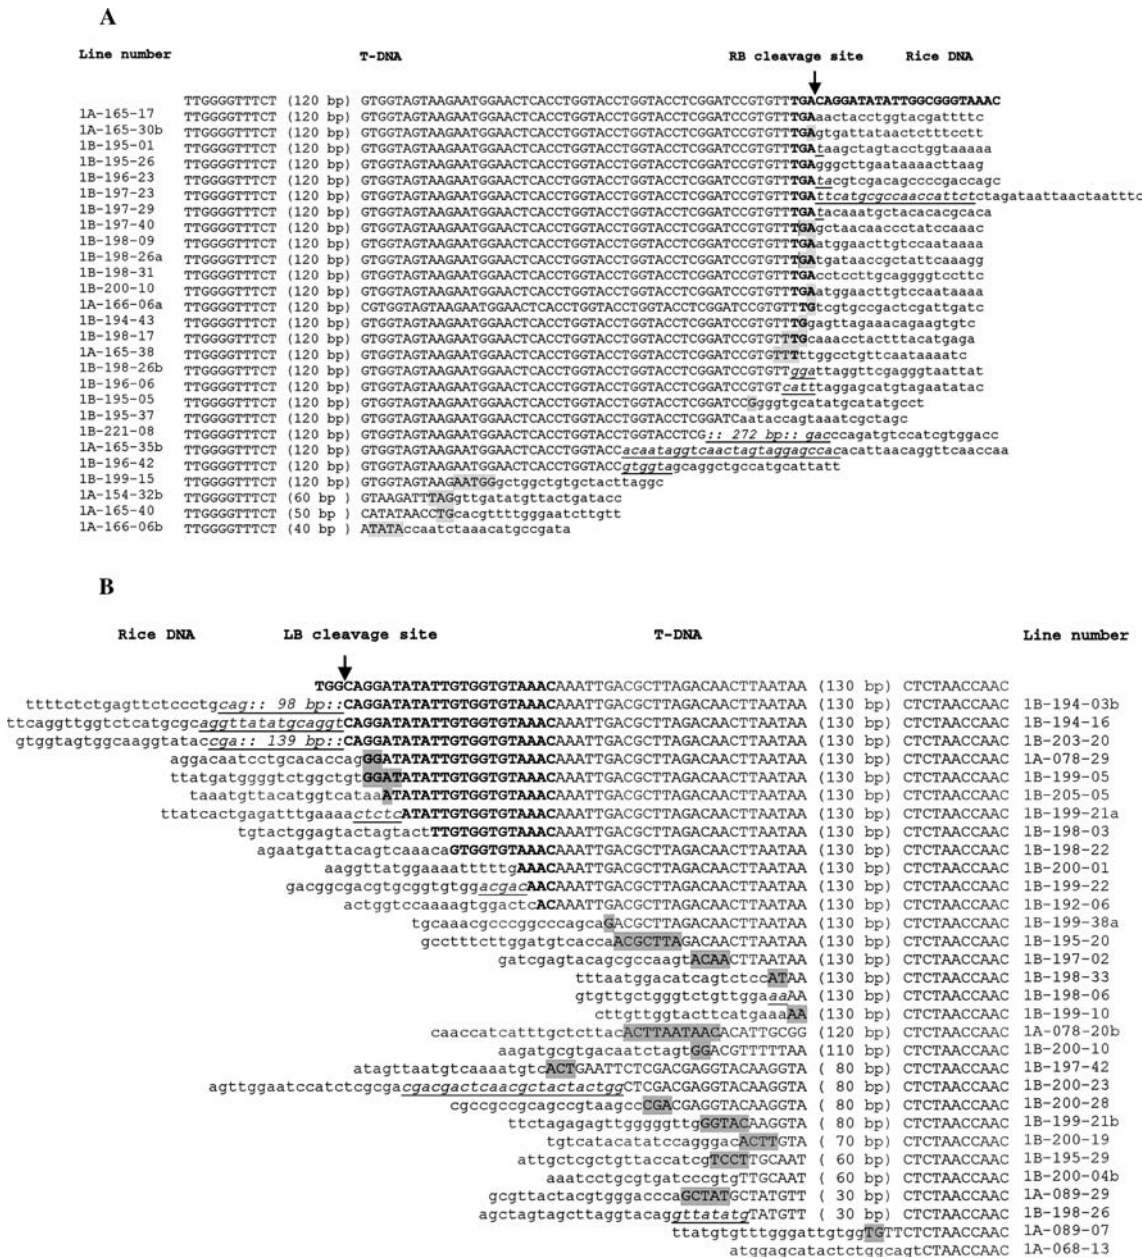 A
Line number T-DNA RB cleavage site Rice DNA
TTGGGGTTTCT (120 bp) GTGGTAGTAAGAATGGAACTCACCTGGTACCTGGTACCTCGGATCCGTGTTTGACAGGATATATTGGCGGGTAAAC
1A-165-17 TTGGGGTTTCT (120 bp) GTGGTAGTAAGAATGGAACTCACCTGGTACCTGGTACCTCGGATCCGTGTTTGAaactacctggtacgattttc
1A-165-30b TTGGGGTTTCT (120 bp) GTGGTAGTAAGAATGGAACTCACCTGGTACCTGGTACCTCGGATCCGTGTTTGAgtgattataactctttcctt
1B-195-01 TTGGGGTTTCT (120 bp) GTGGTAGTAAGAATGGAACTCACCTGGTACCTGGTACCTCGGATCCGTGTTTGAtaagctagtacctggtaaaaa
1B-195-26 TTGGGGTTTCT (120 bp) GTGGTAGTAAGAATGGAACTCACCTGGTACCTGGTACCTCGGATCCGTGTTTGAgggcttgaataaaacttaag
1B-196-23 TTGGGGTTTCT (120 bp) GTGGTAGTAAGAATGGAACTCACCTGGTACCTGGTACCTCGGATCCGTGTTTGAtacgtcgacagccccgaccagc
1B-197-23 TTGGGGTTTCT (120 bp) GTGGTAGTAAGAATGGAACTCACCTGGTACCTGGTACCTCGGATCCGTGTTTGAttcatgcgccaaccattctctagataattaactaatttc
1B-197-29 TTGGGGTTTCT (120 bp) GTGGTAGTAAGAATGGAACTCACCTGGTACCTGGTACCTCGGATCCGTGTTTGAtacaaatgctacacacgcaca
1B-197-40 TTGGGGTTTCT (120 bp) GTGGTAGTAAGAATGGAACTCACCTGGTACCTGGTACCTCGGATCCGTGTTTGAgctaacaaccctatccaaac
1B-198-09 TTGGGGTTTCT (120 bp) GTGGTAGTAAGAATGGAACTCACCTGGTACCTGGTACCTCGGATCCGTGTTTGAatggaacttgtccaataaaa
1B-198-26a TTGGGGTTTCT (120 bp) GTGGTAGTAAGAATGGAACTCACCTGGTACCTGGTACCTCGGATCCGTGTTTGAtgataaccgctattcaaagg
1B-198-31 TTGGGGTTTCT (120 bp) GTGGTAGTAAGAATGGAACTCACCTGGTACCTGGTACCTCGGATCCGTGTTTGAcctccttgcaggggtccttc
1B-200-10 TTGGGGTTTCT (120 bp) GTGGTAGTAAGAATGGAACTCACCTGGTACCTGGTACCTCGGATCCGTGTTTGAatggaacttgtccaataaaa
1A-166-06a TTGGGGTTTCT (120 bp) CGTGGTAGTAAGAATGGAACTCACCTGGTACCTGGTACCTCGGATCCGTGTTTGtcgtgccgactcgattgatc
1B-194-43 TTGGGGTTTCT (120 bp) GTGGTAGTAAGAATGGAACTCACCTGGTACCTGGTACCTCGGATCCGTGTTTGgagttagaaacagaagtgtc
1B-198-17 TTGGGGTTTCT (120 bp) GTGGTAGTAAGAATGGAACTCACCTGGTACCTGGTACCTCGGATCCGTGTTTGcaaacctactttacatgaga
1A-165-38 TTGGGGTTTCT (120 bp) GTGGTAGTAAGAATGGAACTCACCTGGTACCTGGTACCTCGGATCCGTGTTTttggcctgttcaataaaatc
1B-198-26b TTGGGGTTTCT (120 bp) GTGGTAGTAAGAATGGAACTCACCTGGTACCTGGTACCTCGGATCCGTGTTggattaggttcgagggtaattat
1B-196-06 TTGGGGTTTCT (120 bp) GTGGTAGTAAGAATGGAACTCACCTGGTACCTGGTACCTCGGATCCGTGTcatttaggagcatgtagaatatac
1B-195-05 TTGGGGTTTCT (120 bp) GTGGTAGTAAGAATGGAACTCACCTGGTACCTGGTACCTCGGATCCGgggtgcatatgcatatgcct
1B-195-37 TTGGGGTTTCT (120 bp) GTGGTAGTAAGAATGGAACTCACCTGGTACCTGGTACCTCGGATCaataccagtaaatcgctagc
1B-221-08 TTGGGGTTTCT (120 bp) GTGGTAGTAAGAATGGAACTCACCTGGTACCTGGTACCTCG:: 272 bp:: gacccagatgtccatcgtggacc
1A-165-35b TTGGGGTTTCT (120 bp) GTGGTAGTAAGAATGGAACTCACCTGGTACCacaataggtcaactagtaggagccacacattaacaggttcaaccaa
1B-196-42 TTGGGGTTTCT (120 bp) GTGGTAGTAAGAATGGAACTCACCTGGTACCgtggtagcaggctgccatgcattatt
1B-199-15 TTGGGGTTTCT (120 bp) GTGGTAGTAAGAATGGgctggctgtgctacttaggc
1A-154-32b TTGGGGTTTCT (60 bp) GTAAGATTTAGgttgatatgttactgatacc
1A-165-40 TTGGGGTTTCT (50 bp) CATATAACCTGcacgttttgggaatcttgtt
1A-166-06b TTGGGGTTTCT (40 bp ) ATATAccaatctaaacatgccgata
B
Rice DNA LB cleavage site T-DNA Line number
TGGCAGGATATATTGTGGTGTAAACAAATTGACGCTTAGACAACTTAATAA (130 bp) CTCTAACCAAC
ttttctctgagttctccctgcag:: 98 bp::CAGGATATATTGTGGTGTAAACAAATTGACGCTTAGACAACTTAATAA (130 bp) CTCTAACCAAC 1B-194-03b
ttcaggttggtctcatgcgcaggttatatgcaggtCAGGATATATTGTGGTGTAAACAAATTGACGCTTAGACAACTTAATAA (130 bp) CTCTAACCAAC 1B-194-16
gtggtagtggcaaggtataccga:: 139 bp::CAGGATATATTGTGGTGTAAACAAATTGACGCTTAGACAACTTAATAA (130 bp) CTCTAACCAAC 1B-203-20
aggacaatcctgcacaccagGGATATATTGTGGTGTAAACAAATTGACGCTTAGACAACTTAATAA (130 bp) CTCTAACCAAC 1A-078-29
ttatgatggggtctggctgtGGATATATTGTGGTGTAAACAAATTGACGCTTAGACAACTTAATAA (130 bp) CTCTAACCAAC 1B-199-05
taaatgttacatggtcataaATATATTGTGGTGTAAACAAATTGACGCTTAGACAACTTAATAA (130 bp) CTCTAACCAAC 1B-205-05
ttatcactgagatttgaaaactctcATATTGTGGTGTAAACAAATTGACGCTTAGACAACTTAATAA (130 bp) CTCTAACCAAC 1B-199-21a
tgtactggagtactagtactTTGTGGTGTAAACAAATTGACGCTTAGACAACTTAATAA (130 bp) CTCTAACCAAC 1B-198-03
agaatgattacagtcaaacaGTGGTGTAAACAAATTGACGCTTAGACAACTTAATAA (130 bp) CTCTAACCAAC 1B-198-22
aaggttatggaaaatttttgAAACAAATTGACGCTTAGACAACTTAATAA (130 bp) CTCTAACCAAC 1B-200-01
gacggcgacgtgcggtgtggacgacAACAAATTGACGCTTAGACAACTTAATAA (130 bp) CTCTAACCAAC 1B-199-22
actggtccaaaagtggactcACAAATTGACGCTTAGACAACTTAATAA (130 bp) CTCTAACCAAC 1B-192-06
tgcaaacgcccggcccagcaGACGCTTAGACAACTTAATAA (130 bp) CTCTAACCAAC 1B-199-38a
gcctttcttggatgtcaccaACGCTTAGACAACTTAATAA (130 bp) CTCTAACCAAC 1B-195-20
gatcgagtacagcgccaagtACAACTTAATAA (130 bp) CTCTAACCAAC 1B-197-02
tttaatggacatcagtctccATAA (130 bp) CTCTAACCAAC 1B-198-33
gtgttgctgggtctgttggaaaAA (130 bp) CTCTAACCAAC 1B-198-06
cttgttggtacttcatgaaaAA (130 bp) CTCTAACCAAC 1B-199-10
caaccatcatttgctcttacACTTAATAACACATTGCGG (120 bp) CTCTAACCAAC 1A-078-20b
aagatgcgtgacaatctagtGGACGTTTTTAA (110 bp) CTCTAACCAAC 1B-200-10
atagttaatgtcaaaatgtcACTGAATTCTCGACGAGGTACAAGGTA ( 80 bp) CTCTAACCAAC 1B-197-42
agttggaatccatctcgcgacgacgactcaacgctactactggCTCGACGAGGTACAAGGTA ( 80 bp) CTCTAACCAAC 1B-200-23
cgccgccgcagccgtaagccCGACGAGGTACAAGGTA ( 80 bp) CTCTAACCAAC 1B-200-28
ttctagagagttgggggttgGGTACAAGGTA ( 80 bp) CTCTAACCAAC 1B-199-21b
tgtcatacatatccagggacACTTGTA ( 70 bp) CTCTAACCAAC 1B-200-19
attgctcgctgttaccatcgTCCTTGCAAT ( 60 bp) CTCTAACCAAC 1B-195-29
aaatcctgcgtgatcccgtgTTGCAAT ( 60 bp) CTCTAACCAAC 1B-200-04b
gcgttactacgtgggacccaGCTATGCTATGTT ( 30 bp) CTCTAACCAAC 1A-089-29
agctagtagcttaggtacaggttatatgTATGTT ( 30 bp) CTCTAACCAAC 1B-198-26
ttatgtgtttgggattgtggTGTTCTCTAACCAAC 1A-089-07
atggagcatactctggcagtCTAACCAAC 1A-068-13